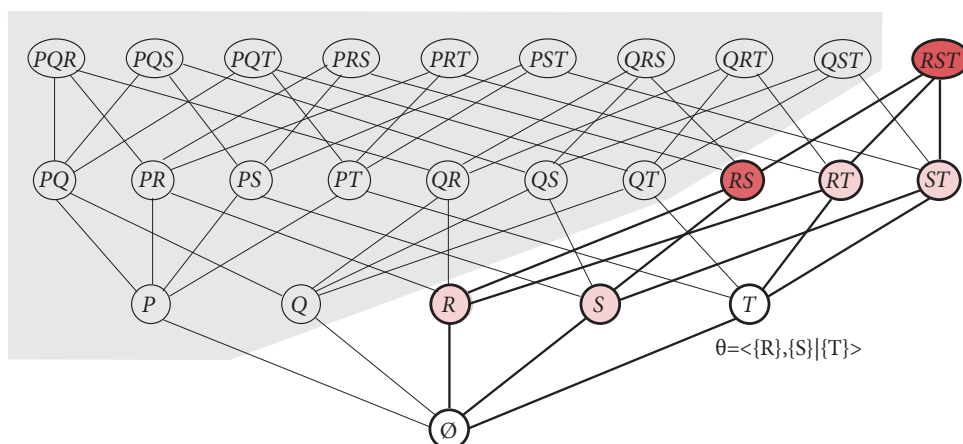 PQR PQS PQT PRS PRT PST QRS QRT QST RST
PQ PR PS PT QR QS QT RS RT ST
P Q R S T
θ=<{R},{S}|{T}>
Ø